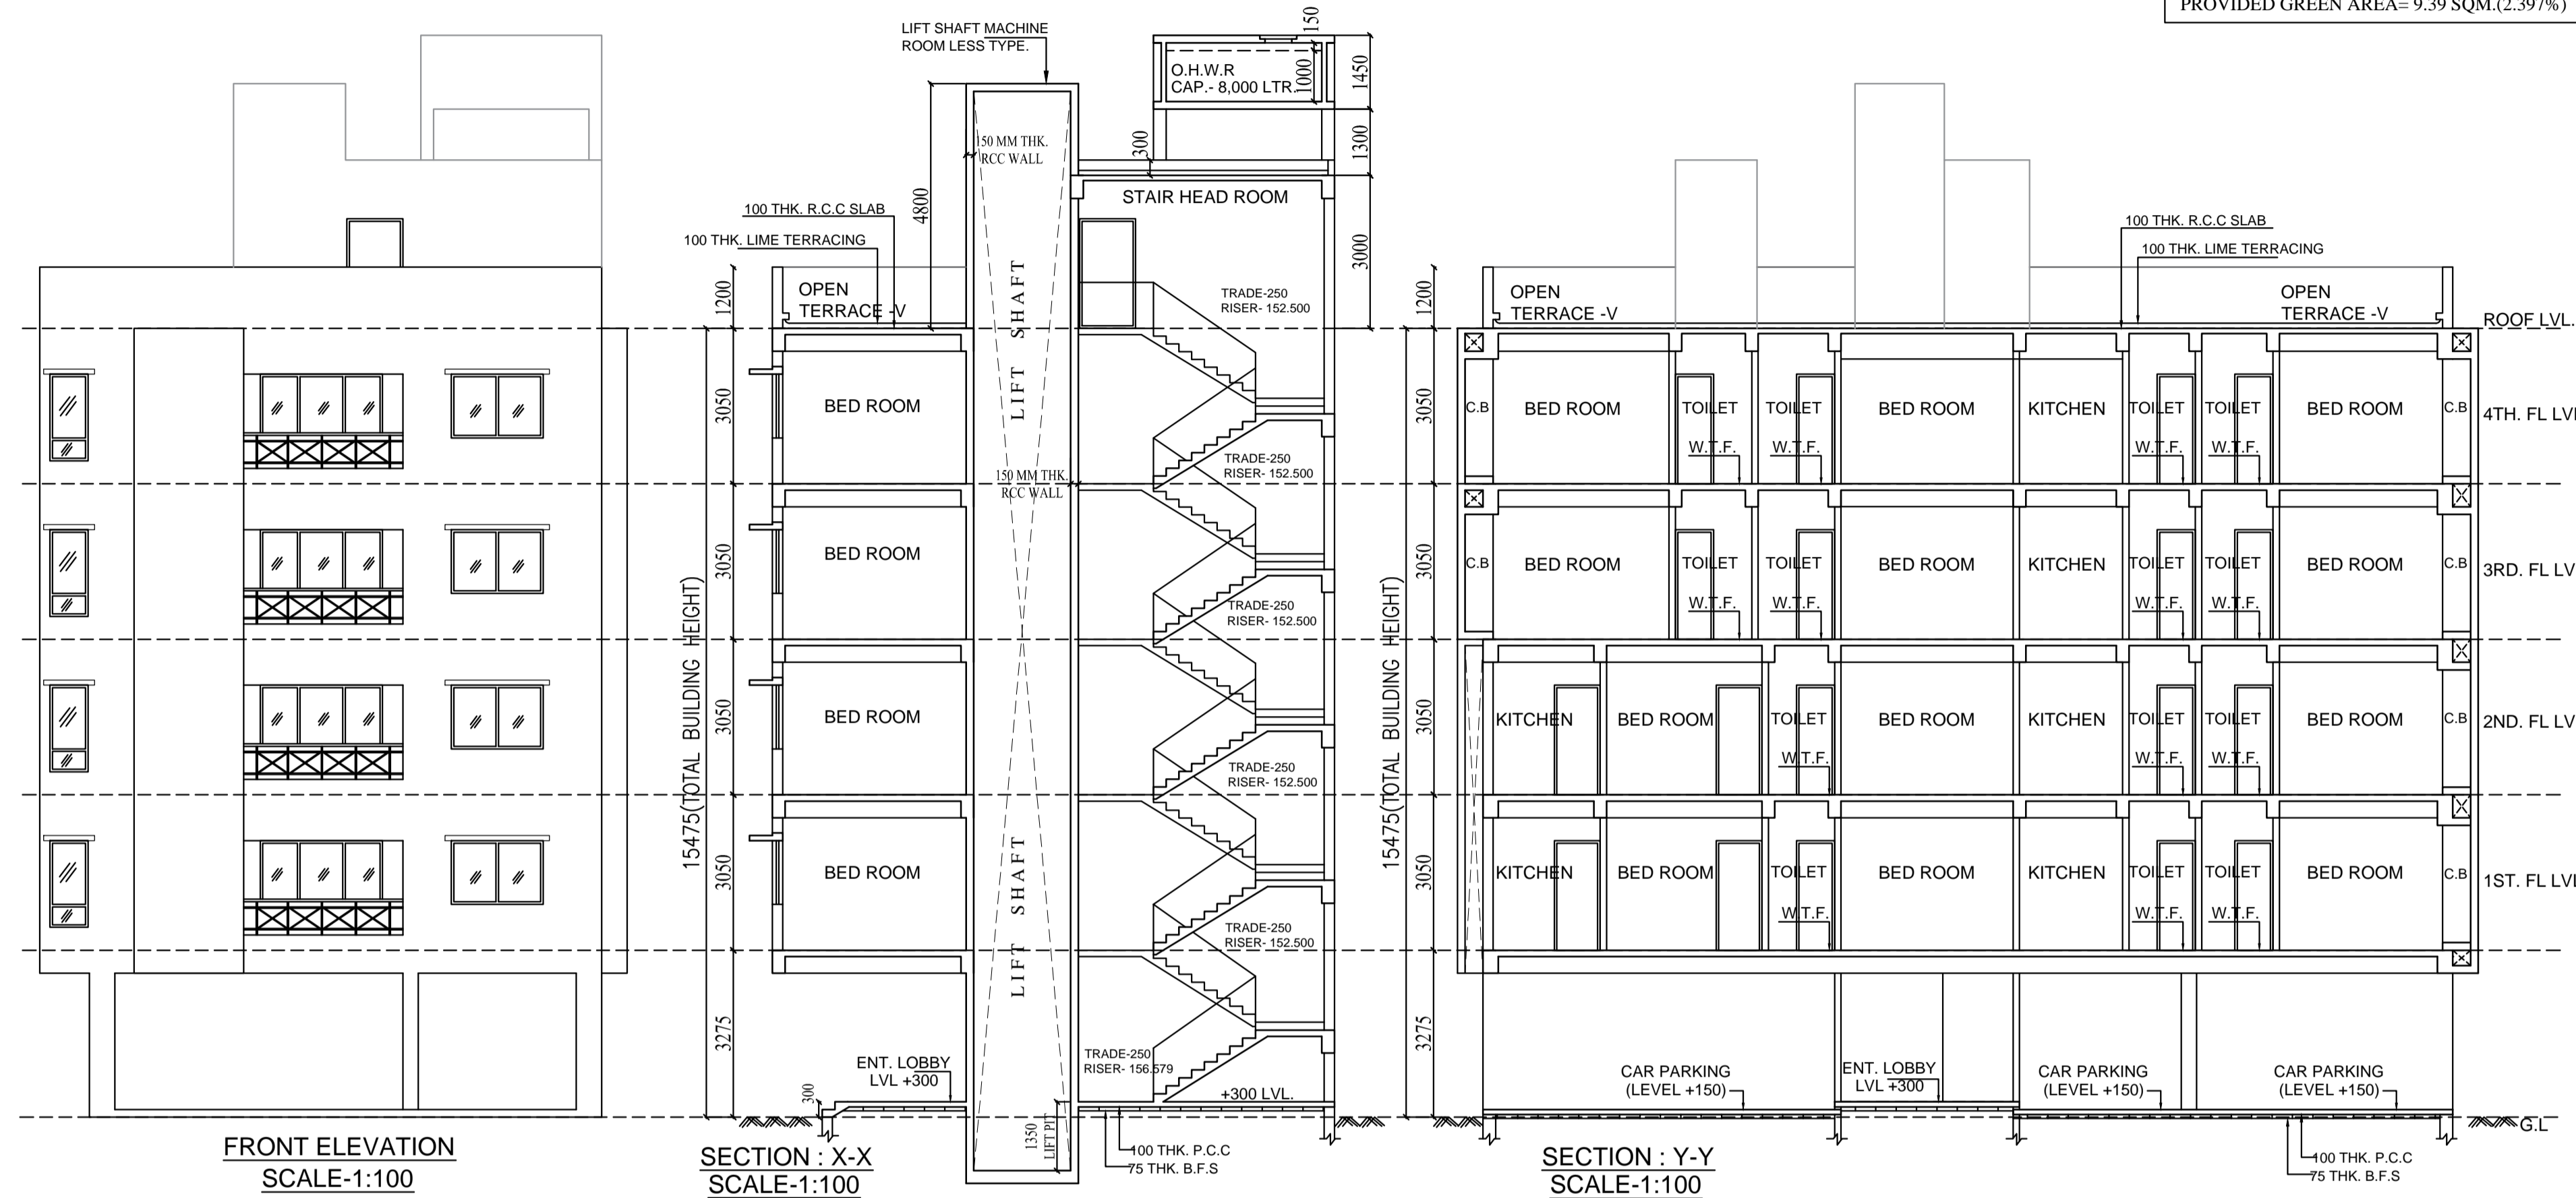 PROVIDED GREEN AREA= 9.39 SQM.(2.397%)
LIFT SHAFT MACHINE
ROOM LESS TYPE.
150
O.H.W.R
CAP.- 8,000 LTR.
1000
1450
150 MM THK.
RCC WALL
300
1300
4800
STAIR HEAD ROOM
3000
100 THK. R.C.C SLAB
100 THK. LIME TERRACING
1200
OPEN
TERRACE -V
TRADE-250
RISER- 152.500
LIFT SHAFT
3050
BED ROOM
TRADE-250
RISER- 152.500
150 MM THK.
RCC WALL
3050
BED ROOM
TRADE-250
RISER- 152.500
15475(TOTAL BUILDING HEIGHT)
3050
BED ROOM
TRADE-250
RISER- 152.500
3050
BED ROOM
LIFT SHAFT
TRADE-250
RISER- 152.500
3275
ENT. LOBBY
LVL +300
300
TRADE-250
RISER- 156.579
+300 LVL.
1350
LIFT PIT
100 THK. P.C.C
75 THK. B.F.S
FRONT ELEVATION
SCALE-1:100
SECTION : X-X
SCALE-1:100
100 THK. R.C.C SLAB
100 THK. LIME TERRACING
1200
OPEN
TERRACE -V
OPEN
TERRACE -V
ROOF LVL.
3050
C.B BED ROOM TOILET TOILET BED ROOM KITCHEN TOILET TOILET BED ROOM C.B 4TH. FL LVL
W.T.F. W.T.F. W.T.F. W.T.F.
3050
C.B BED ROOM TOILET TOILET BED ROOM KITCHEN TOILET TOILET BED ROOM C.B 3RD. FL LV
W.T.F. W.T.F. W.T.F. W.T.F.
15475(TOTAL BUILDING HEIGHT)
3050
KITCHEN BED ROOM TOILET BED ROOM KITCHEN TOILET TOILET BED ROOM C.B 2ND. FL LV
W.T.F. W.T.F. W.T.F.
3050
KITCHEN BED ROOM TOILET BED ROOM KITCHEN TOILET TOILET BED ROOM C.B 1ST. FL LVL
W.T.F. W.T.F. W.T.F.
3275
CAR PARKING
(LEVEL +150)
ENT. LOBBY
LVL +300
CAR PARKING
(LEVEL +150)
CAR PARKING
(LEVEL +150)
G.L
100 THK. P.C.C
75 THK. B.F.S
SECTION : Y-Y
SCALE-1:100